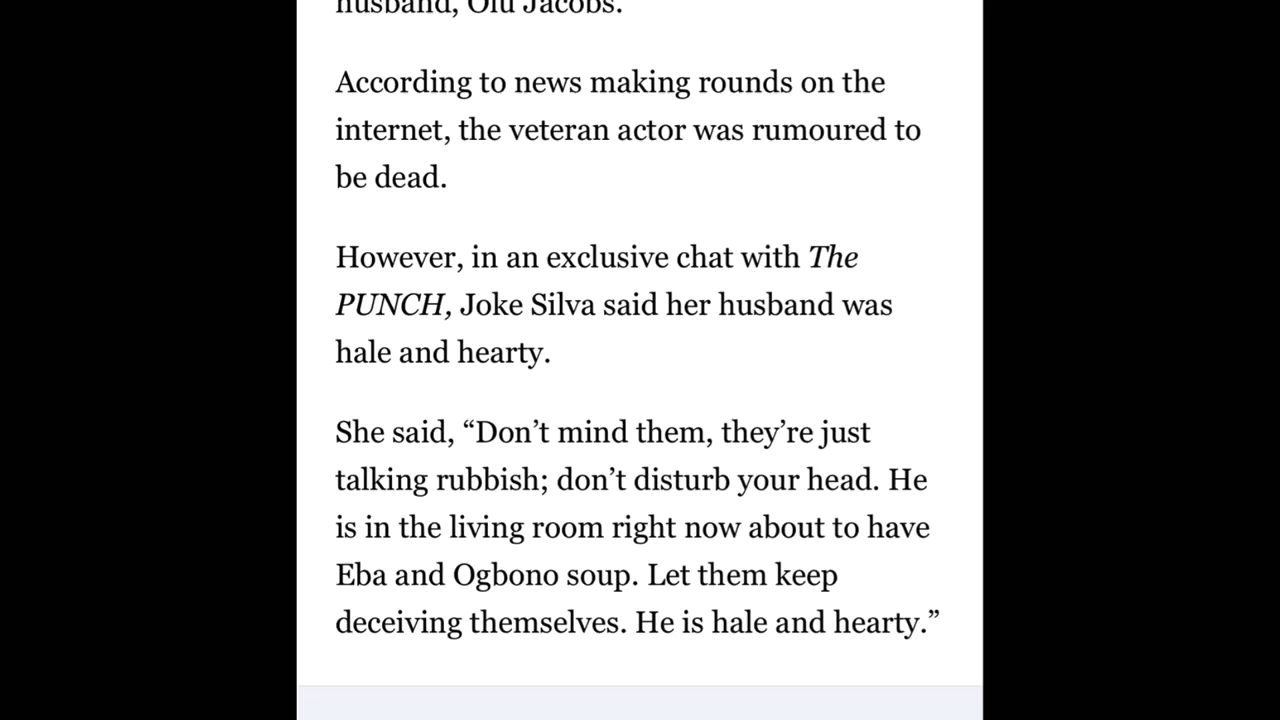 husband, Olu Jacobs.
According to news making rounds on the
internet, the veteran actor was rumoured to
be dead.
However, in an exclusive chat with The
PUNCH, Joke Silva said her husband was
hale and hearty.
She said, “Don’t mind them, they’re just
talking rubbish; don’t disturb your head. He
is in the living room right now about to have
Eba and Ogbono soup. Let them keep
deceiving themselves. He is hale and hearty.”